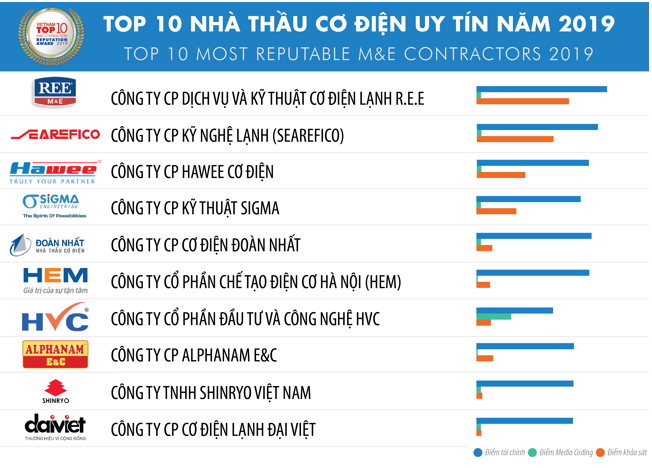 VIETNAM
TOP 10
M&E CONTRACTORS
REPUTATION
AWARD 2019
TOP 10 NHÀ THẦU CƠ ĐIỆN UY TÍN NĂM 2019
TOP 10 MOST REPUTABLE M&E CONTRACTORS 2019
REE
M&E
CÔNG TY CP DỊCH VỤ VÀ KỸ THUẬT CƠ ĐIỆN LẠNH R.E.E
SEAREFICO
CÔNG TY CP KỸ NGHỆ LẠNH (SEAREFICO)
Hawee
TRULY YOUR PARTNER
CÔNG TY CP HAWEE CƠ ĐIỆN
SIGMA
ENGINEERING
The Spirit Of Possibilities
CÔNG TY CP KỸ THUẬT SIGMA
ĐOÀN NHẤT
NHÀ THẦU CƠ ĐIỆN
CÔNG TY CP CƠ ĐIỆN ĐOÀN NHẤT
HEM
Giá trị của sự tận tâm
CÔNG TY CỔ PHẦN CHẾ TẠO ĐIỆN CƠ HÀ NỘI (HEM)
HVC
CÔNG TY CỔ PHẦN ĐẦU TƯ VÀ CÔNG NGHỆ HVC
ALPHANAM
E&C
CÔNG TY CP ALPHANAM E&C
SHINRYO
CÔNG TY TNHH SHINRYO VIỆT NAM
daiviet
THƯƠNG HIỆU VÌ CỘNG ĐỒNG
CÔNG TY CP CƠ ĐIỆN LẠNH ĐẠI VIỆT
Điểm tài chính Điểm Media Coding Điểm khảo sát